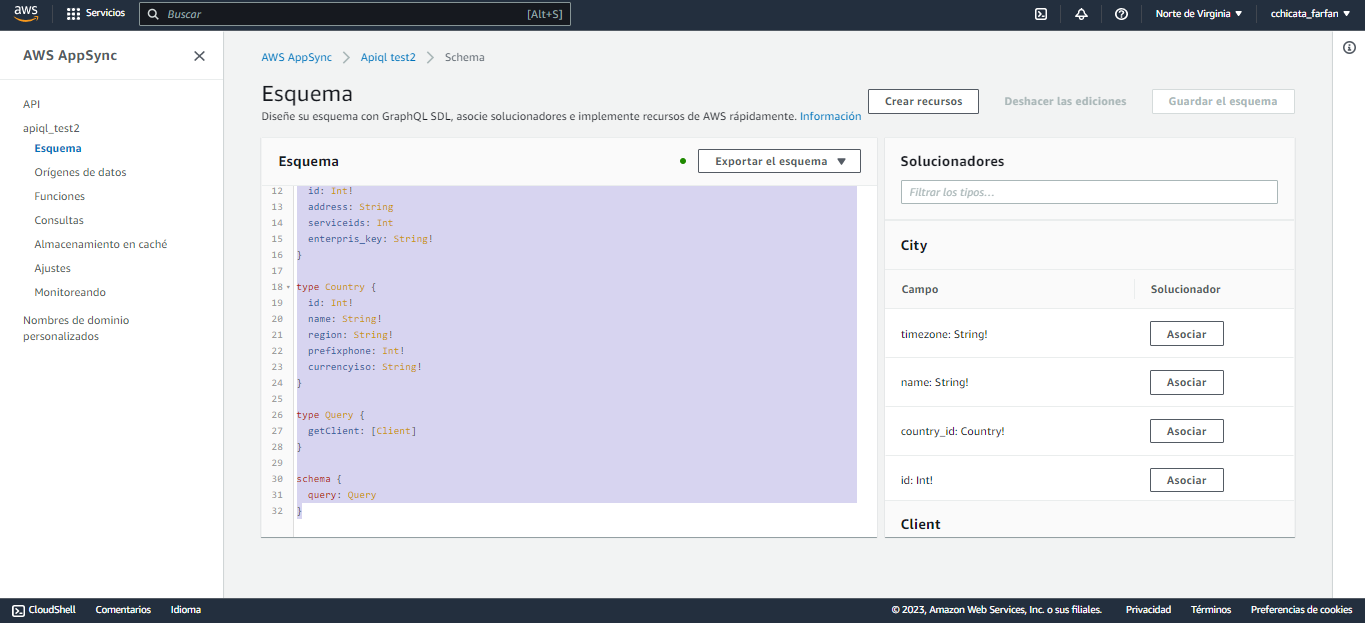 aws
Servicios
Buscar
[Alt+S]
Norte de Virginia
cchicata_farfan
AWS AppSync
API
apiql_test2
Esquema
Orígenes de datos
Funciones
Consultas
Almacenamiento en caché
Ajustes
Monitoreando
Nombres de dominio
personalizados
AWS AppSync
Apiql test2
Schema
Esquema
Diseñe su esquema con GraphQL SDL, asocie solucionadores e implemente recursos de AWS rápidamente. Información
Crear recursos
Deshacer las ediciones
Guardar el esquema
Esquema
Exportar el esquema
12 id: Int!
13 address: String
14 serviceids: Int
15 enterpris_key: String!
16 }
17
18 type Country {
19 id: Int!
20 name: String!
21 region: String!
22 prefixphone: Int!
23 currencyiso: String!
24 }
25
26 type Query {
27 getClient: [Client]
28 }
29
30 schema {
31 query: Query
32 }
Solucionadores
Filtrar los tipos...
City
Campo Solucionador
timezone: String! Asociar
name: String! Asociar
country_id: Country! Asociar
id: Int! Asociar
Client
CloudShell
Comentarios
Idioma
© 2023, Amazon Web Services, Inc. o sus filiales.
Privacidad
Términos
Preferencias de cookies